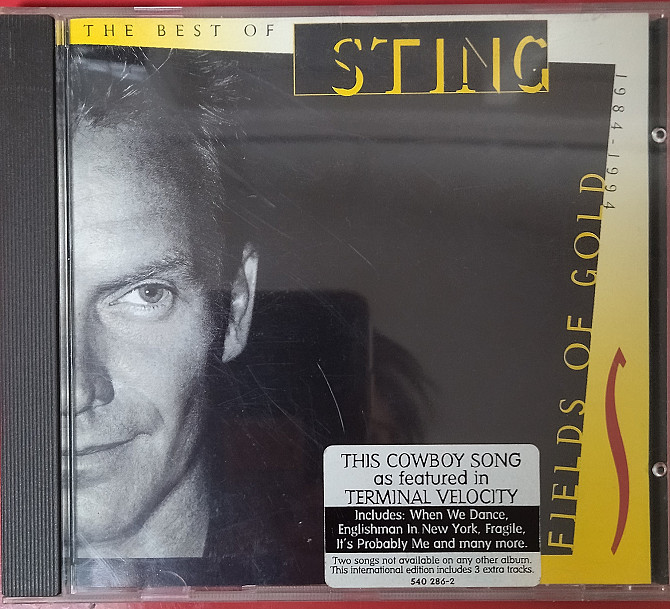 THE BEST OF
STING
1984-1994
FIELDS OF GOLD
THIS COWBOY SONG
as featured in
TERMINAL VELOCITY
Includes: When We Dance,
Englishman In New York, Fragile,
It's Probably Me and many more.
Two songs not available on any other album.
This international edition includes 3 extra tracks.
540 286-2